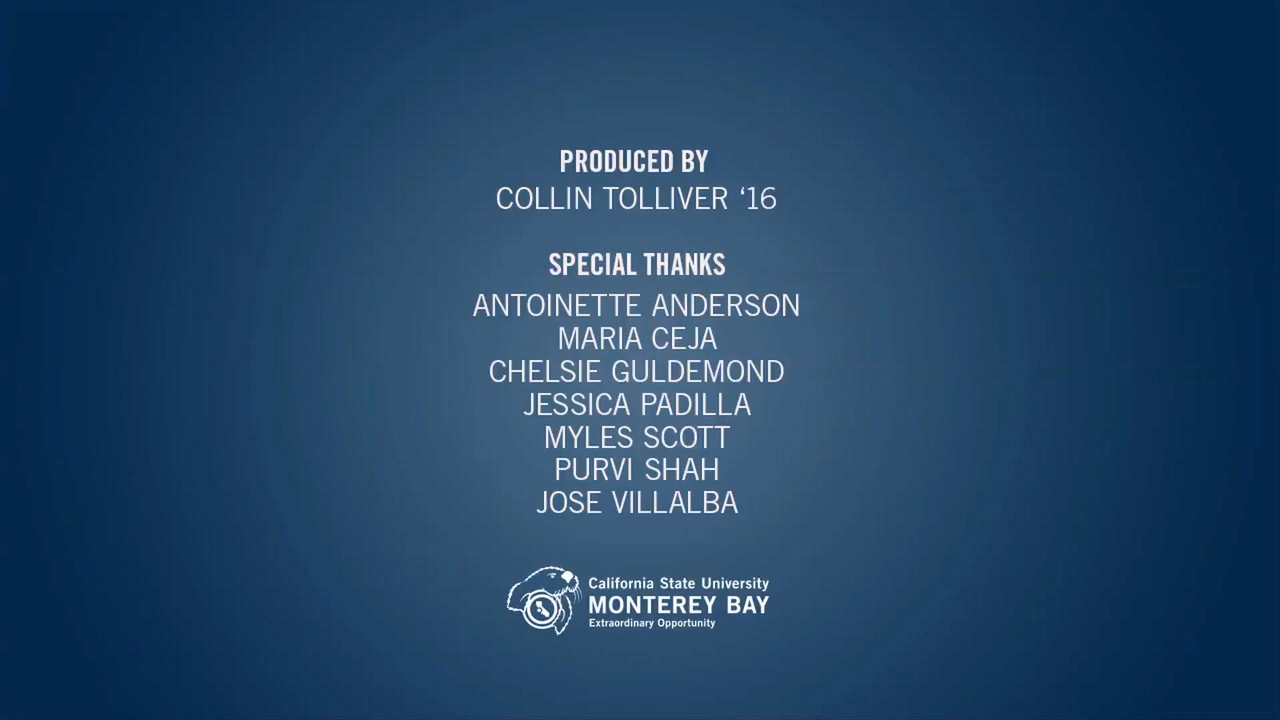 PRODUCED BY
COLLIN TOLLIVER ‘16
SPECIAL THANKS
ANTOINETTE ANDERSON
MARIA CEJA
CHELSIE GULDEMOND
JESSICA PADILLA
MYLES SCOTT
PURVI SHAH
JOSE VILLALBA
California State University
MONTEREY BAY
Extraordinary Opportunity